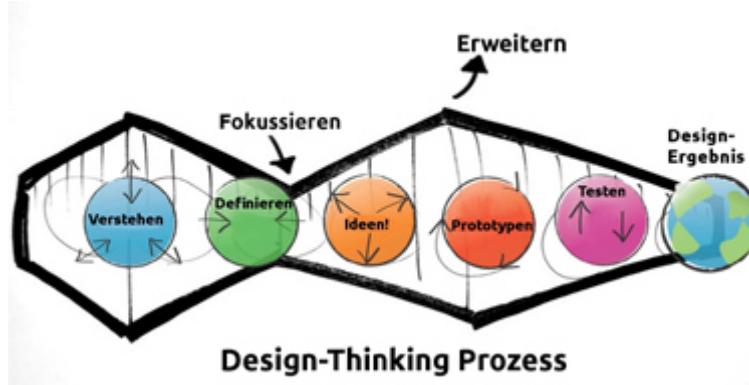 Erweitern
Fokussieren
Design-
Ergebnis
Verstehen
Definieren
Ideen!
Prototypen
Testen
Design-Thinking Prozess